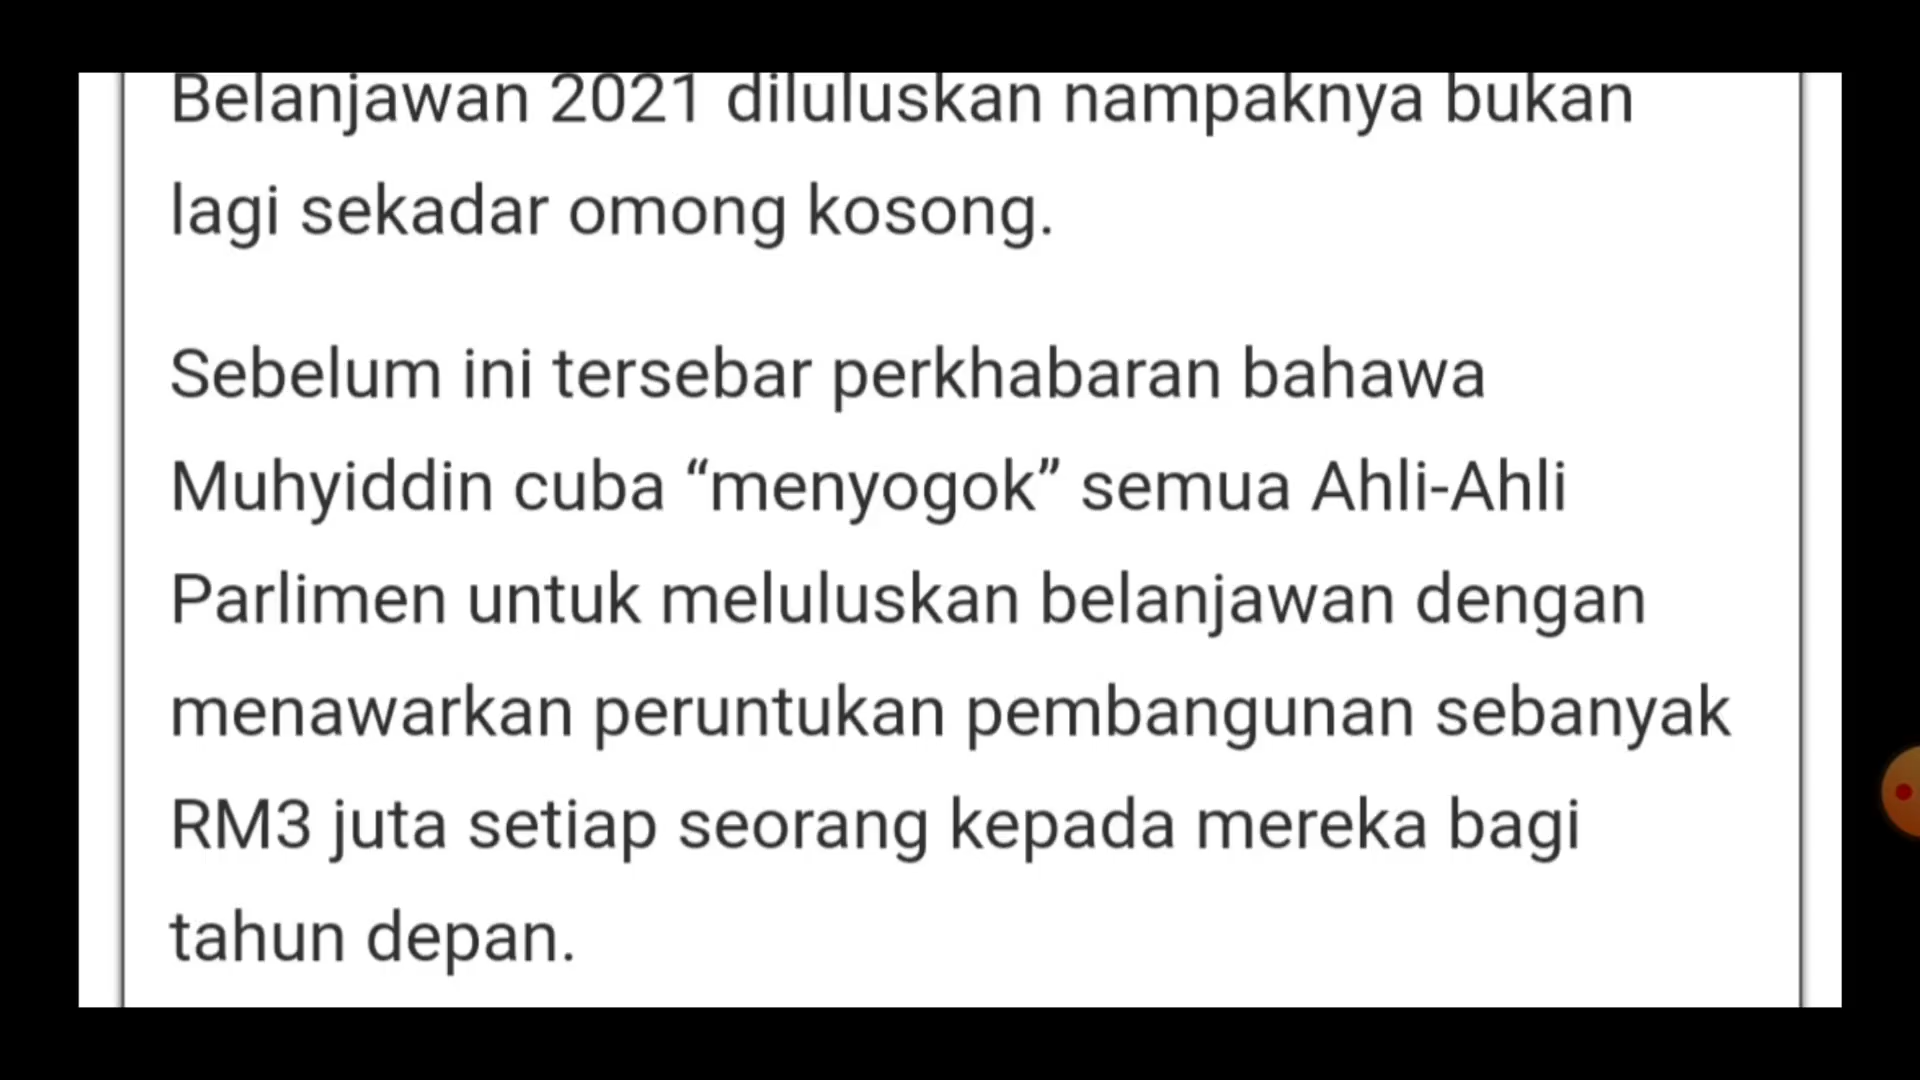 Belanjawan 2021 diluluskan nampaknya bukan
lagi sekadar omong kosong.
Sebelum ini tersebar perkhabaran bahawa
Muhyiddin cuba “menyogok” semua Ahli-Ahli
Parlimen untuk meluluskan belanjawan dengan
menawarkan peruntukan pembangunan sebanyak
RM3 juta setiap seorang kepada mereka bagi
tahun depan.